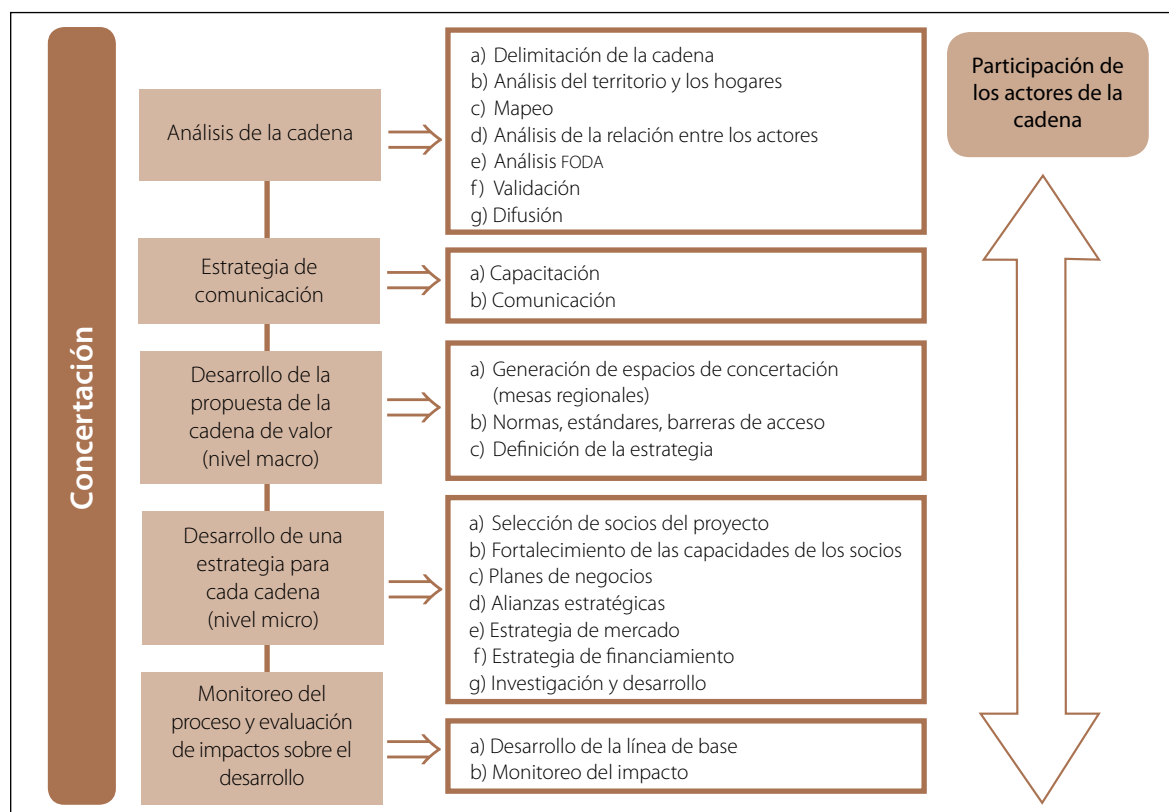 Concertación
Análisis de la cadena
a) Delimitación de la cadena
b) Análisis del territorio y los hogares
c) Mapeo
d) Análisis de la relación entre los actores
e) Análisis FODA
f) Validación
g) Difusión
Estrategia de
comunicación
a) Capacitación
b) Comunicación
Desarrollo de la
propuesta de la
cadena de valor
(nivel macro)
a) Generación de espacios de concertación
(mesas regionales)
b) Normas, estándares, barreras de acceso
c) Definición de la estrategia
Desarrollo de una
estrategia para
cada cadena
(nivel micro)
a) Selección de socios del proyecto
b) Fortalecimiento de las capacidades de los socios
c) Planes de negocios
d) Alianzas estratégicas
e) Estrategia de mercado
f) Estrategia de financiamiento
g) Investigación y desarrollo
Monitoreo del
proceso y evaluación
de impactos sobre el
desarrollo
a) Desarrollo de la línea de base
b) Monitoreo del impacto
Participación de
los actores de la
cadena